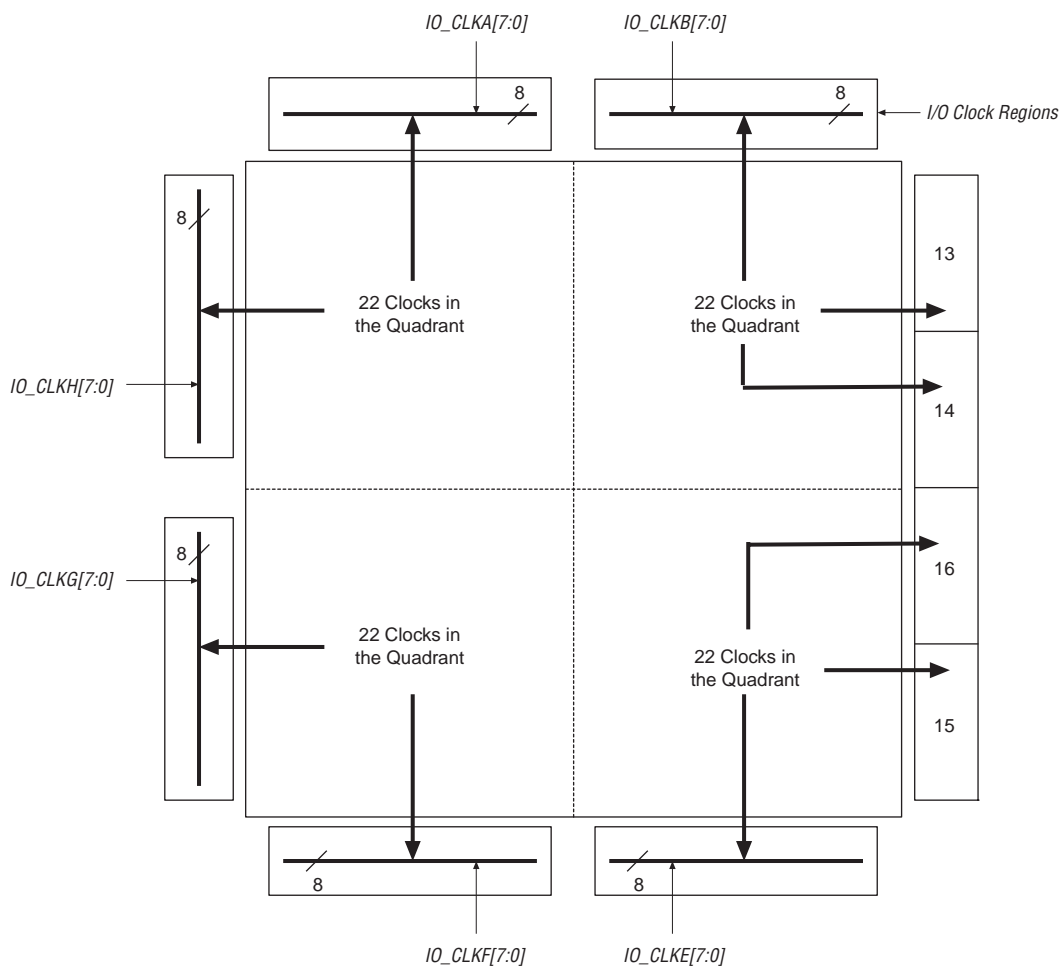 IO_CLKA[7:0]
IO_CLKB[7:0]
8
8
I/O Clock Regions
8
13
22 Clocks in
the Quadrant
22 Clocks in
the Quadrant
IO_CLKH[7:0]
14
8
IO_CLKG[7:0]
16
22 Clocks in
the Quadrant
22 Clocks in
the Quadrant
15
8
8
IO_CLKF[7:0]
IO_CLKE[7:0]